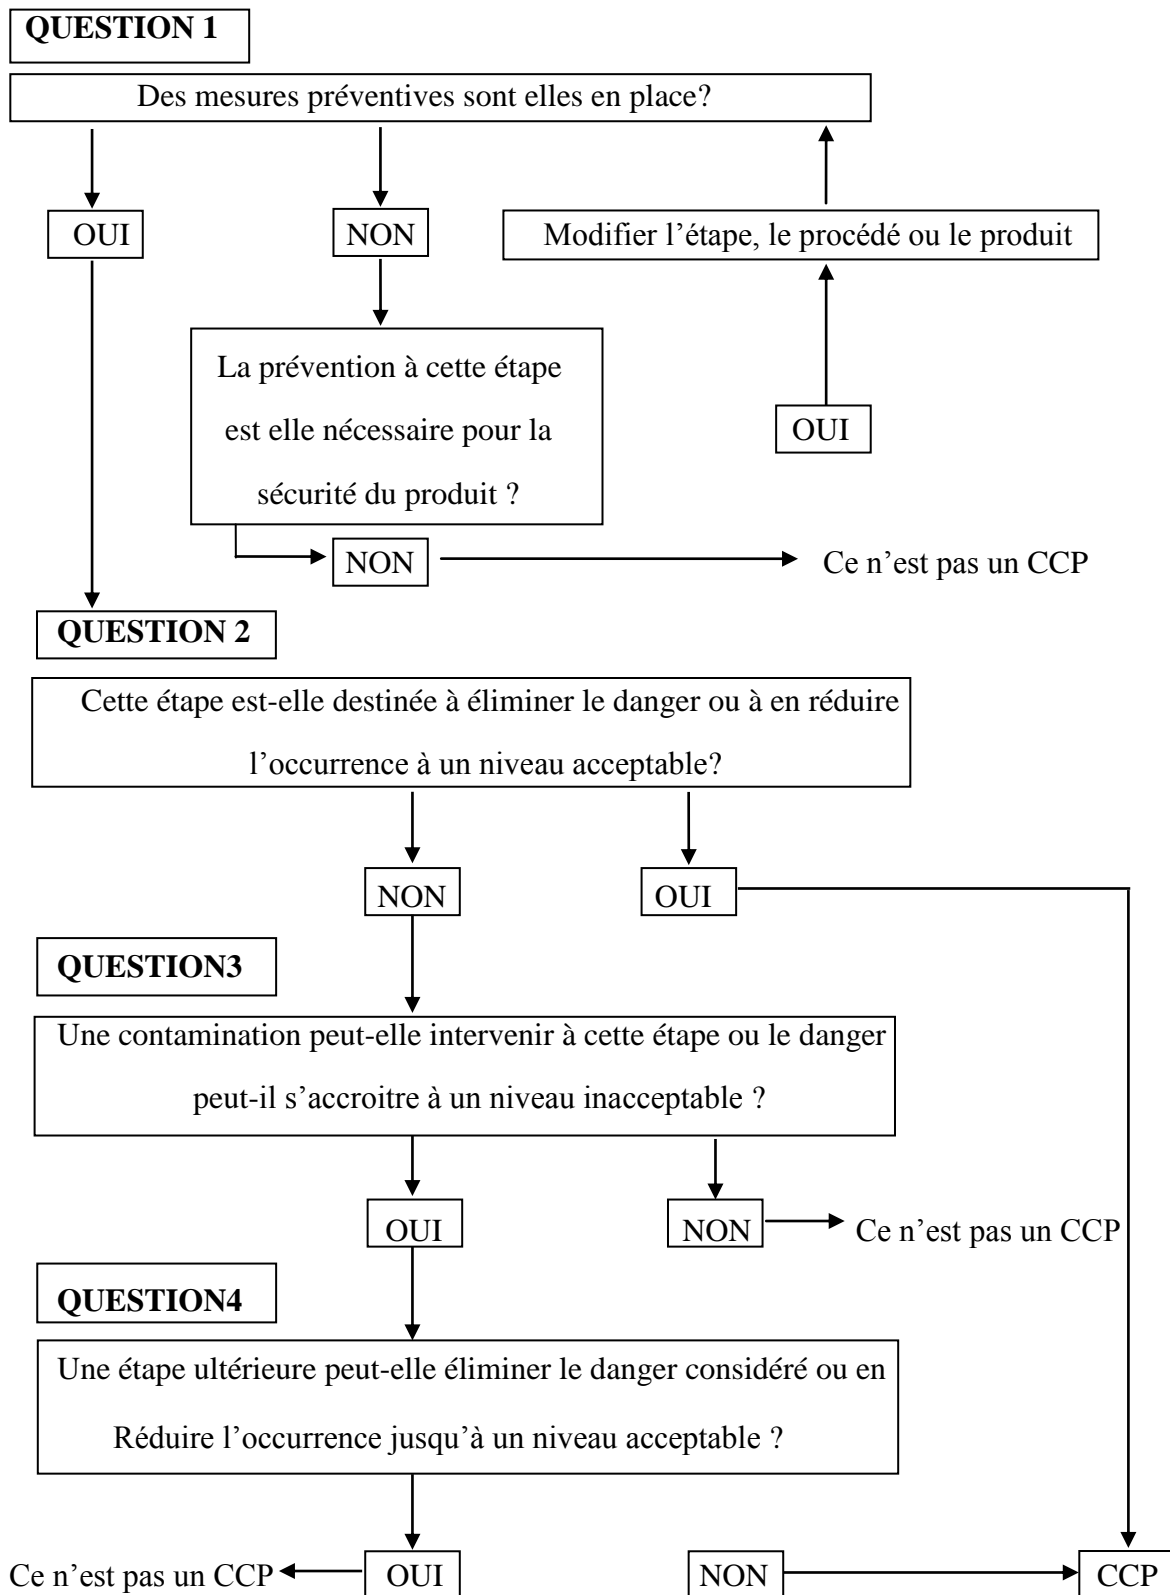 QUESTION 1
Des mesures préventives sont elles en place?
OUI
NON
Modifier l’étape, le procédé ou le produit
La prévention à cette étape
est elle nécessaire pour la
sécurité du produit ?
OUI
NON
Ce n’est pas un CCP
QUESTION 2
Cette étape est-elle destinée à éliminer le danger ou à en réduire
l’occurrence à un niveau acceptable?
NON
OUI
QUESTION3
Une contamination peut-elle intervenir à cette étape ou le danger
peut-il s’accroitre à un niveau inacceptable ?
OUI
NON
Ce n’est pas un CCP
QUESTION4
Une étape ultérieure peut-elle éliminer le danger considéré ou en
Réduire l’occurrence jusqu’à un niveau acceptable ?
Ce n’est pas un CCP
OUI
NON
CCP